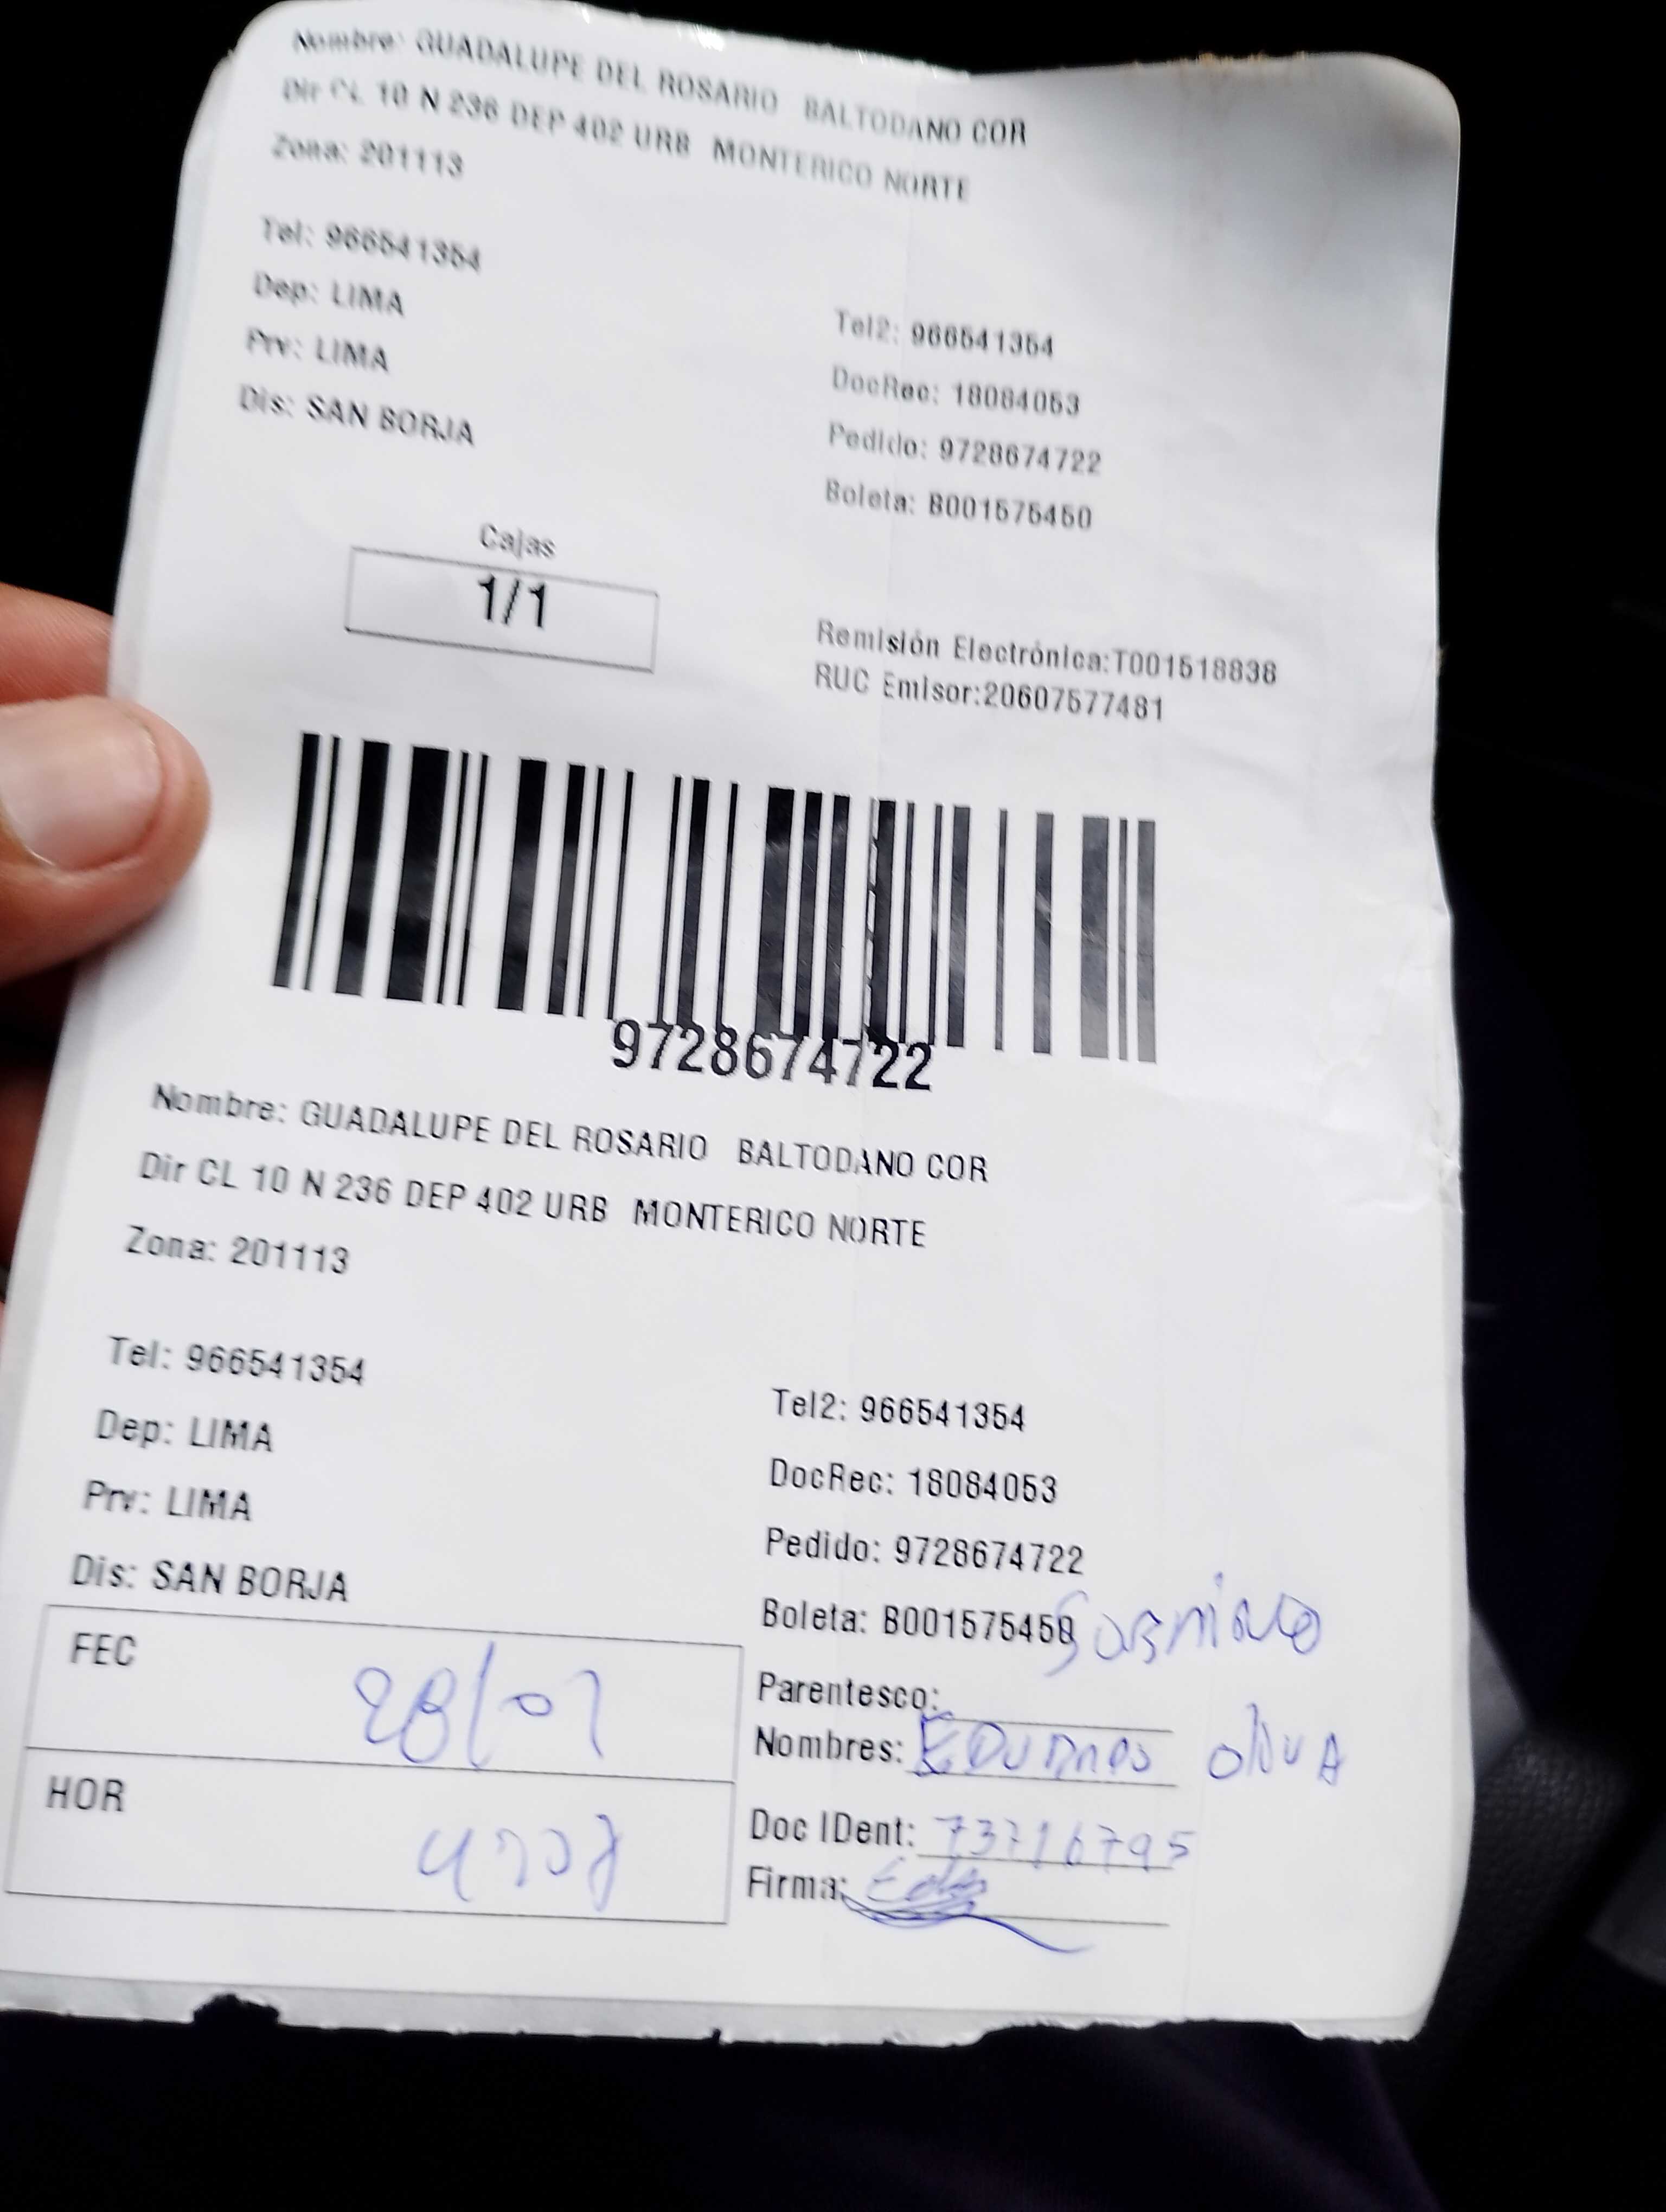 Nombre: GUADALUPE DEL ROSARIO BALTODANO COR
Dir CL 10 N 236 DEP 402 URB MONTERICO NORTE
Zona: 201113
Tel: 966541354
Dep: LIMA
Prv: LIMA
Dis: SAN BORJA
Tel2: 966541354
DocRec: 18084053
Pedido: 9728674722
Boleta: B001575450
Cajas
1/1
Remisión Electrónica:T001518838
RUC Emisor:20607577481
9728674722
Nombre: GUADALUPE DEL ROSARIO BALTODANO COR
Dir CL 10 N 236 DEP 402 URB MONTERICO NORTE
Zona: 201113
Tel: 966541354
Dep: LIMA
Prv: LIMA
Dis: SAN BORJA
Tel2: 966541354
DocRec: 18084053
Pedido: 9728674722
Boleta: B001575450
FEC 28/07
HOR
Parentesco:
Nombres: EDUARDO OlivA
Doc IDent:
Firma: